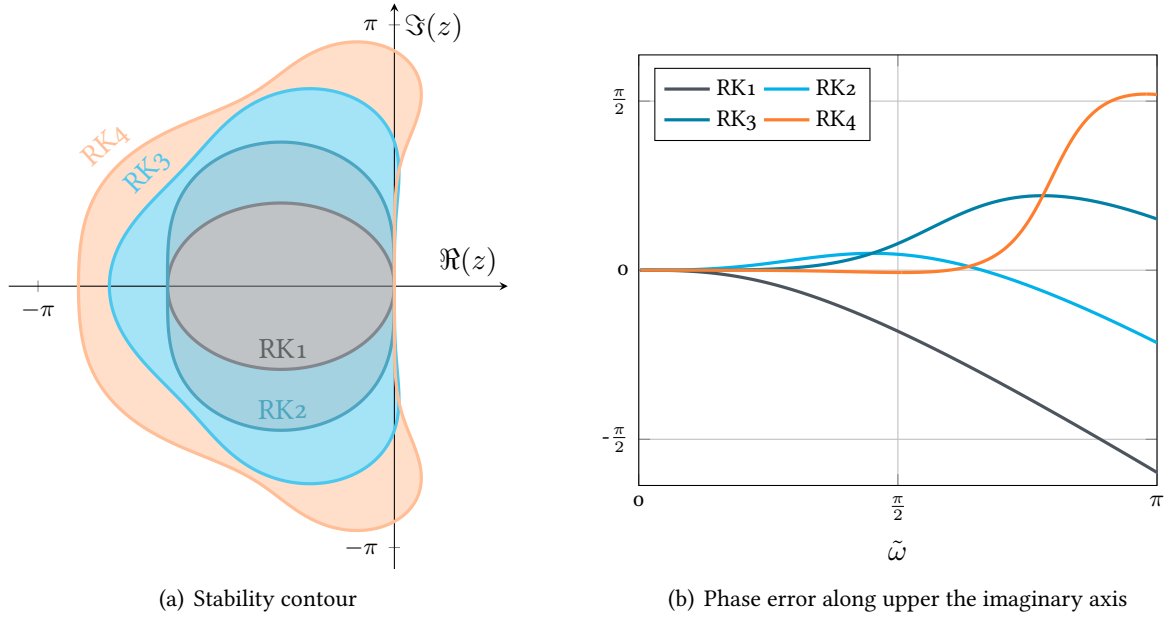 π
ℑ(z)
RK4
RK3
ℜ(z)
−π
RK1
RK2
−π
(a) Stability contour
RK1 RK2
RK3 RK4
π/2
0
-π/2
0 π/2 π
ω̃
(b) Phase error along upper the imaginary axis